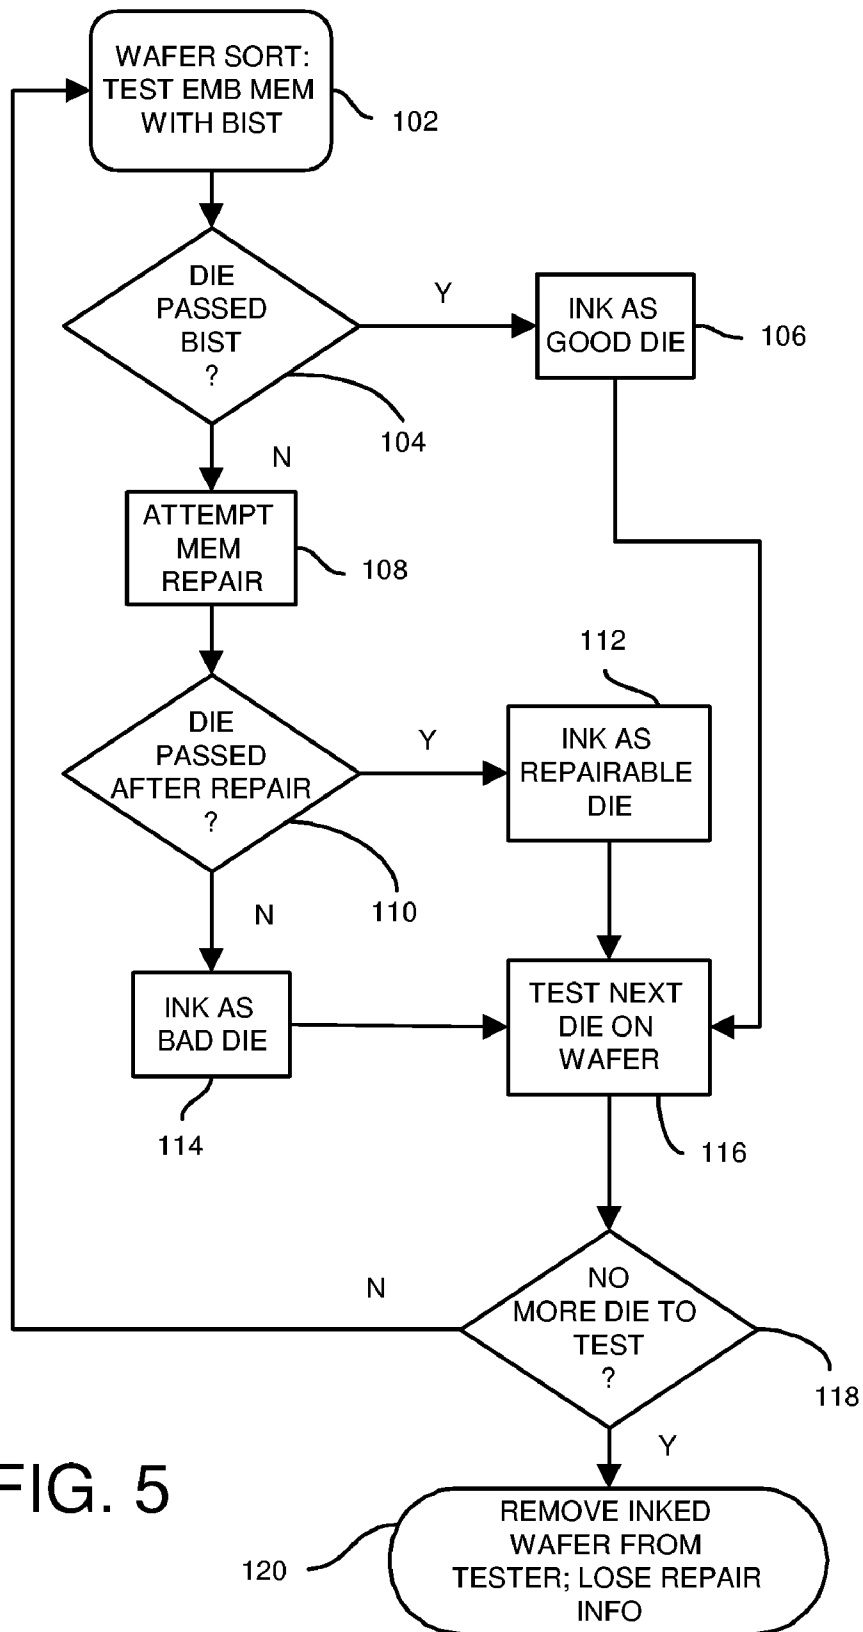 WAFER SORT:
TEST EMB MEM
WITH BIST
102
DIE
PASSED
BIST
?
104
Y
INK AS
GOOD DIE
106
N
ATTEMPT
MEM
REPAIR
108
DIE
PASSED
AFTER REPAIR
?
110
Y
112
INK AS
REPAIRABLE
DIE
N
INK AS
BAD DIE
114
TEST NEXT
DIE ON
WAFER
116
NO
MORE DIE TO
TEST
?
118
N
Y
REMOVE INKED
WAFER FROM
TESTER; LOSE REPAIR
INFO
120
FIG. 5